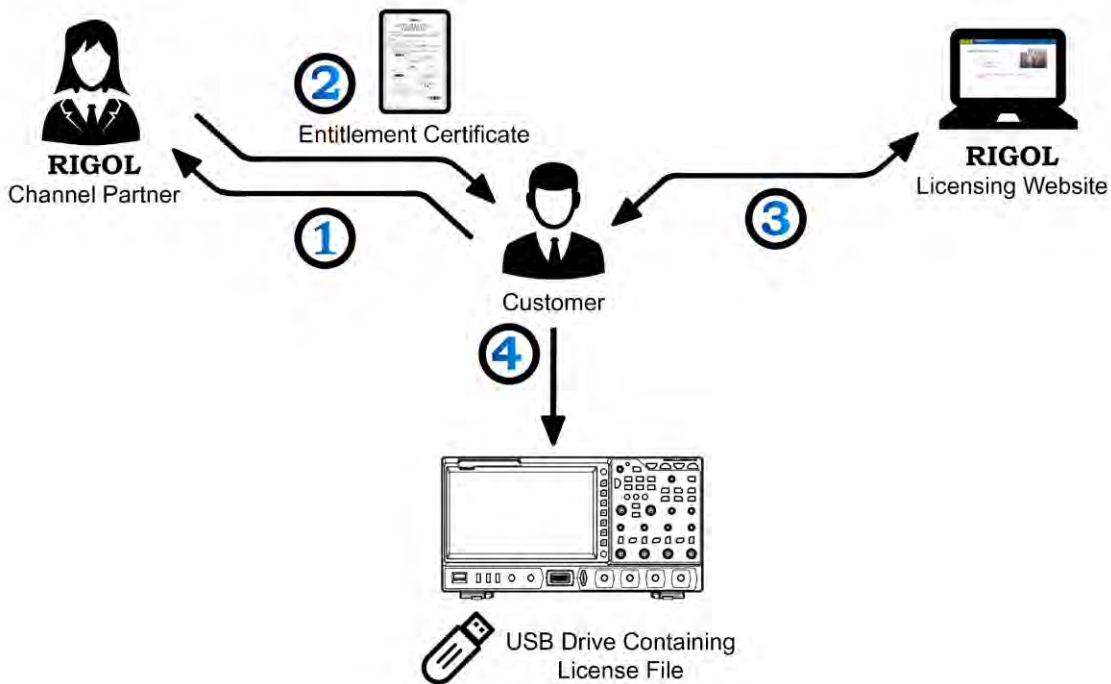 2
Entitlement Certificate
RIGOL
Channel Partner
1
RIGOL
Licensing Website
3
Customer
4
USB Drive Containing
License File